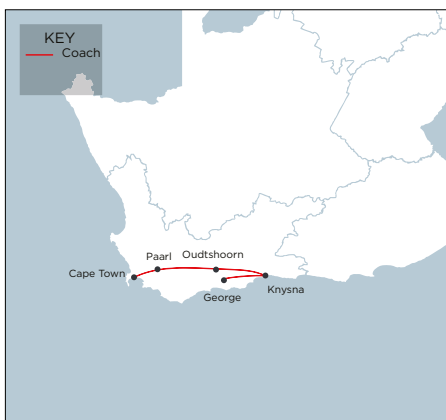 KEY
Coach
Paarl
Oudtshoorn
Cape Town
George
Knysna